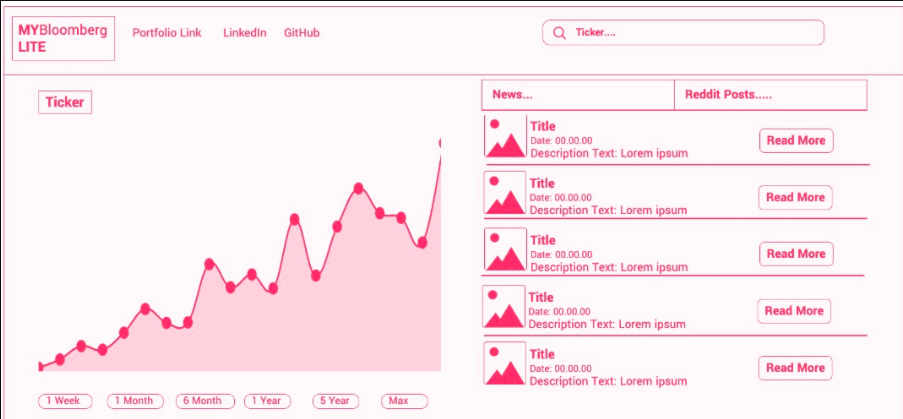 MYBloomberg
LITE
Portfolio Link
LinkedIn
GitHub
Ticker....
Ticker
1 Week
1 Month
6 Month
1 Year
5 Year
Max
News...
Reddit Posts.....
Title
Date: 00.00.00
Description Text: Lorem ipsum
Read More
Title
Date: 00.00.00
Description Text: Lorem ipsum
Read More
Title
Date: 00.00.00
Description Text: Lorem ipsum
Read More
Title
Date: 00.00.00
Description Text: Lorem ipsum
Read More
Title
Date: 00.00.00
Description Text: Lorem ipsum
Read More